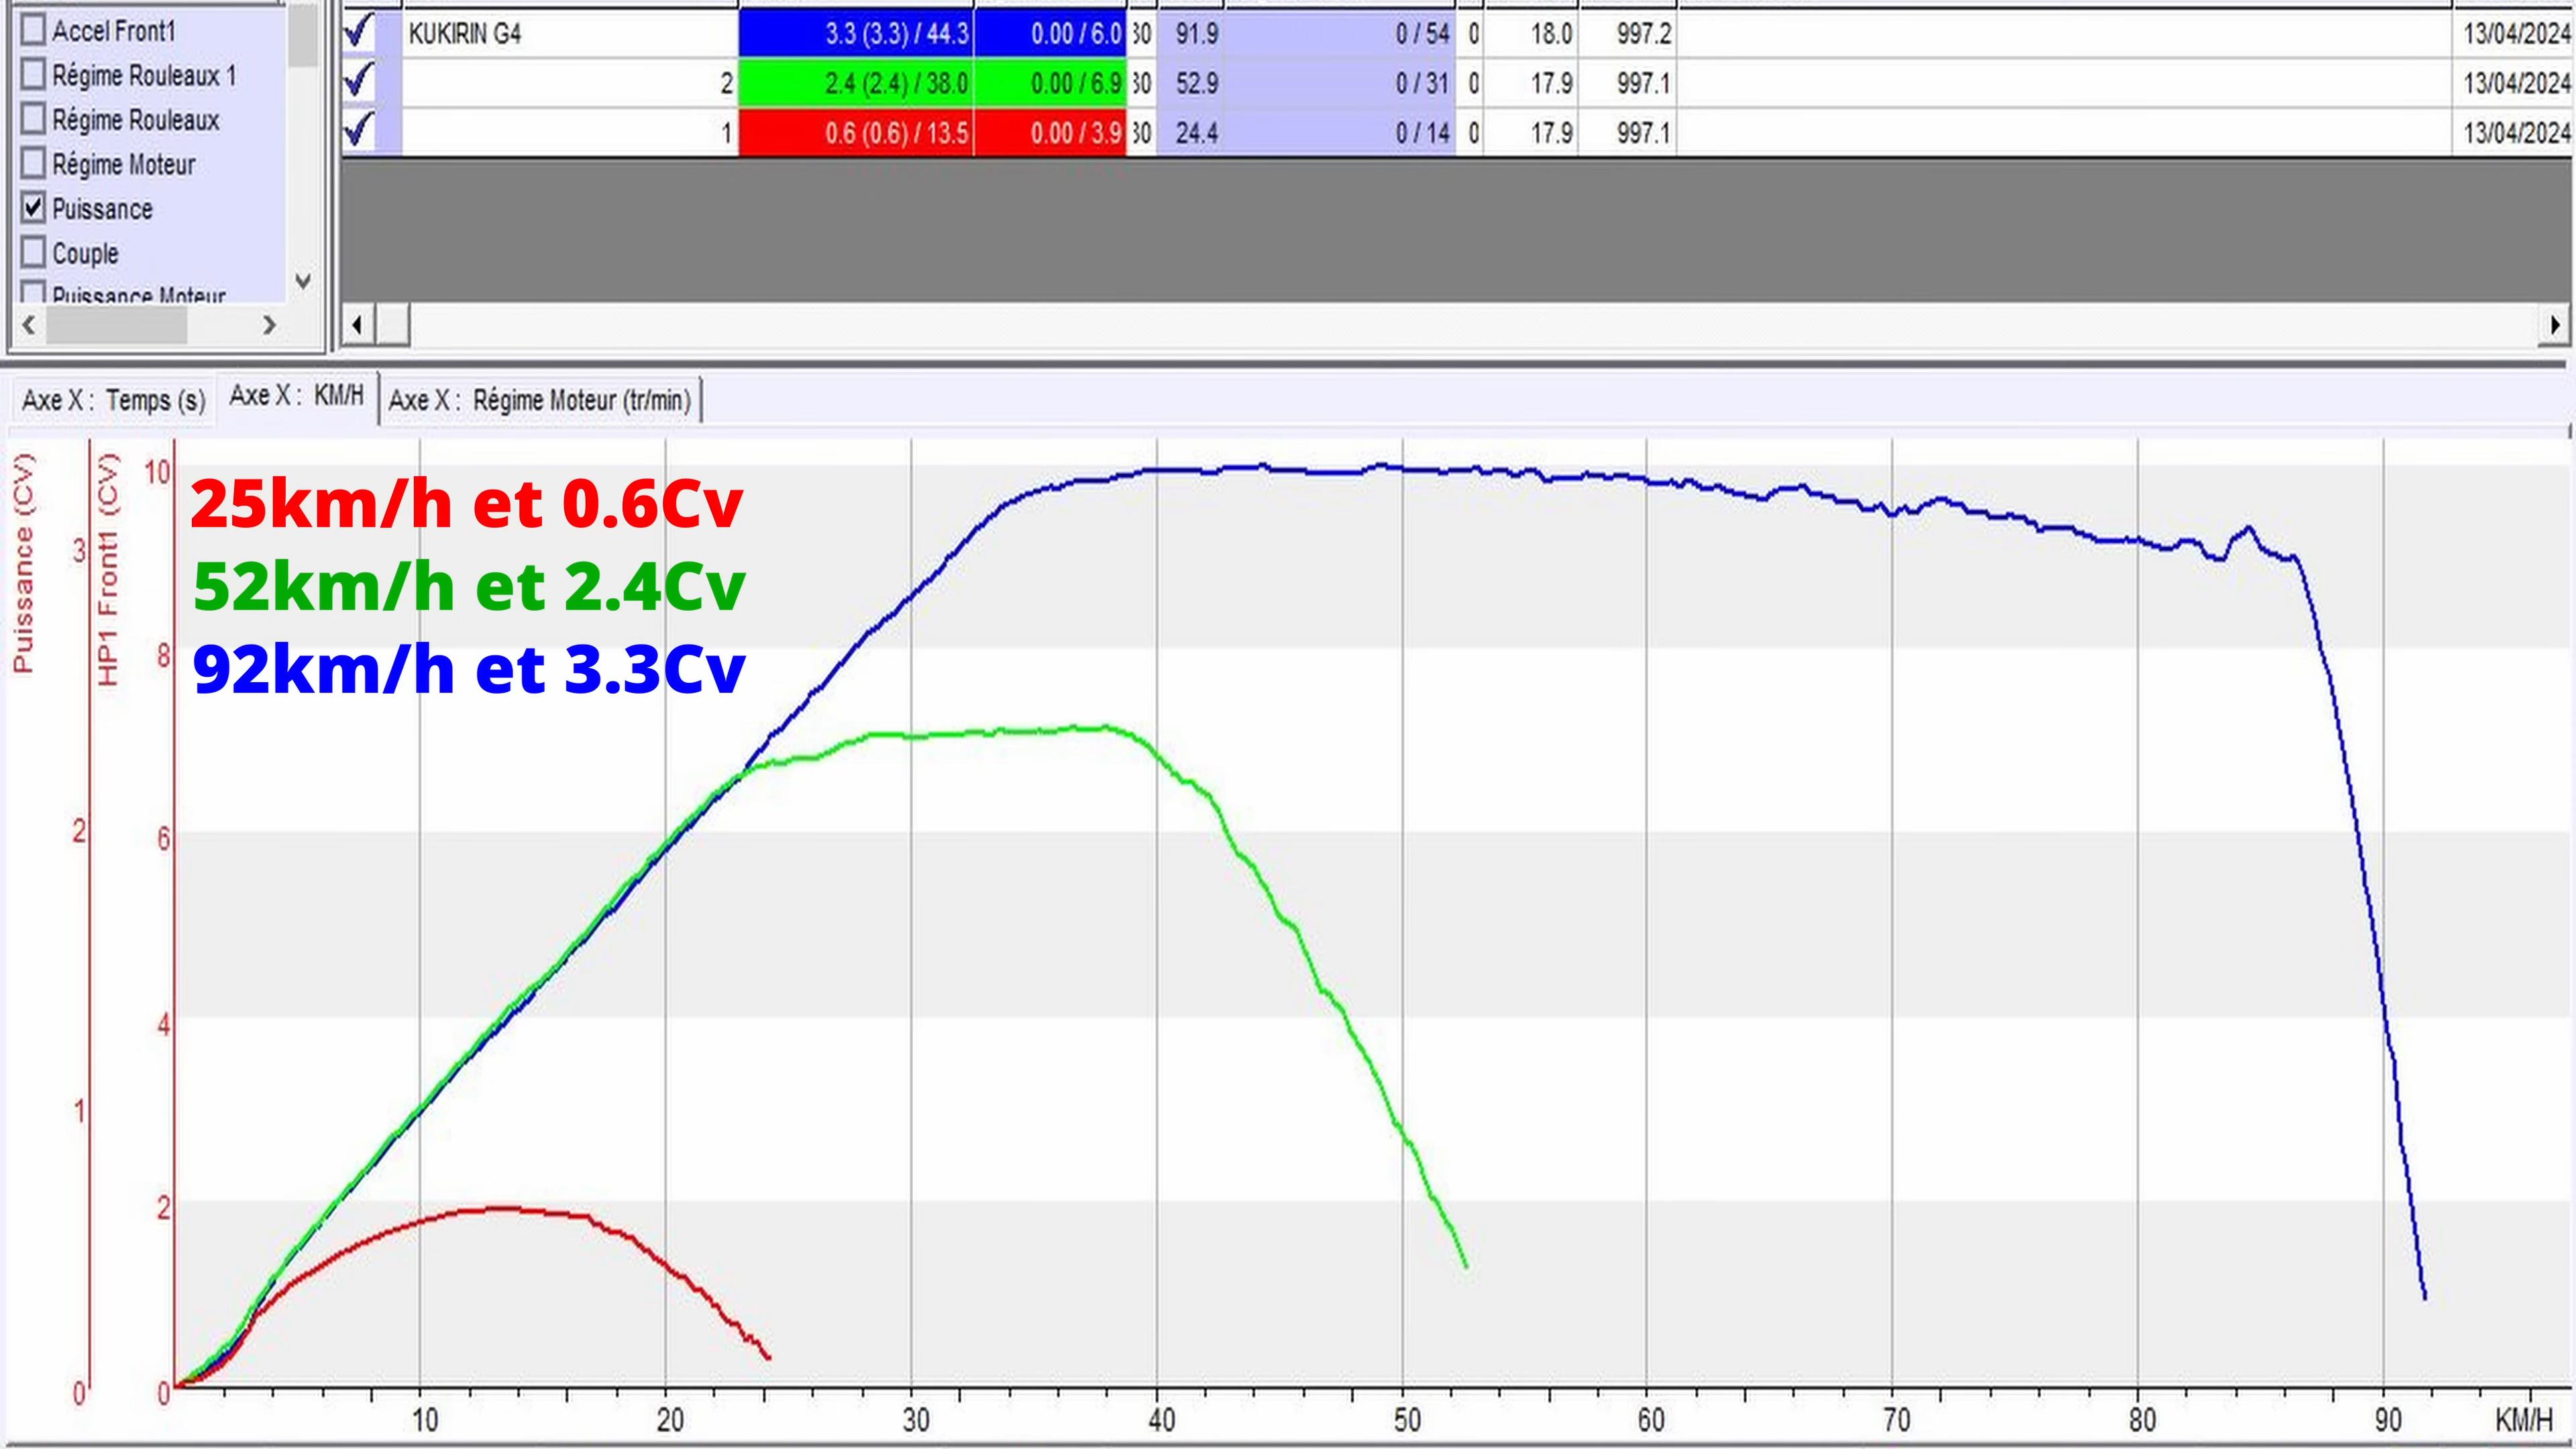 Accel Front1
Régime Rouleaux 1
Régime Rouleaux
Régime Moteur
Puissance
Couple
Puissance Moteur
KUKIRIN G4 3.3 (3.3) / 44.3 0.00 / 6.0 30 91.9 0 / 54 0 18.0 997.2 13/04/2024
2 2.4 (2.4) / 38.0 0.00 / 6.9 30 52.9 0 / 31 0 17.9 997.1 13/04/2024
1 0.6 (0.6) / 13.5 0.00 / 3.9 30 24.4 0 / 14 0 17.9 997.1 13/04/2024
Axe X : Temps (s) Axe X : KM/H Axe X : Régime Moteur (tr/min)
Puissance (CV)
3
2
1
0
HP1 Front1 (CV)
10
8
6
4
2
0
25km/h et 0.6Cv
52km/h et 2.4Cv
92km/h et 3.3Cv
10 20 30 40 50 60 70 80 90 KM/H